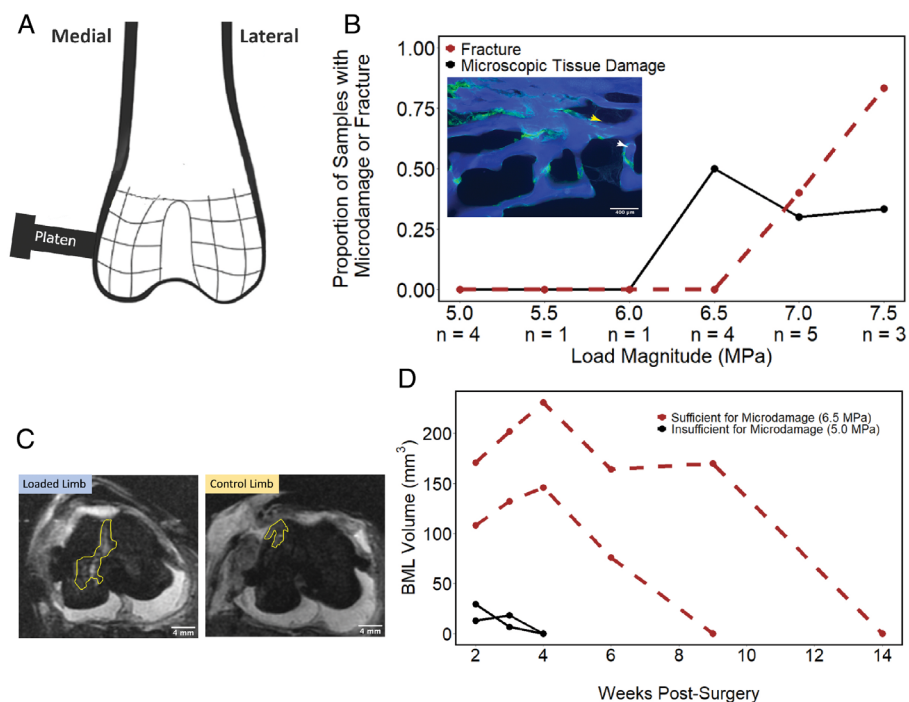 A
Medial
Lateral
Platen
B
Proportion of Samples with
Microdamage or Fracture
1.00
0.75
0.50
0.25
0.00
Fracture
Microscopic Tissue Damage
400 µm
5.0 5.5 6.0 6.5 7.0 7.5
n = 4 n = 1 n = 1 n = 4 n = 5 n = 3
Load Magnitude (MPa)
C
Loaded Limb
4 mm
Control Limb
4 mm
D
BML Volume (mm³)
200
150
100
50
0
Sufficient for Microdamage (6.5 MPa)
Insufficient for Microdamage (5.0 MPa)
2 4 6 8 10 12 14
Weeks Post-Surgery